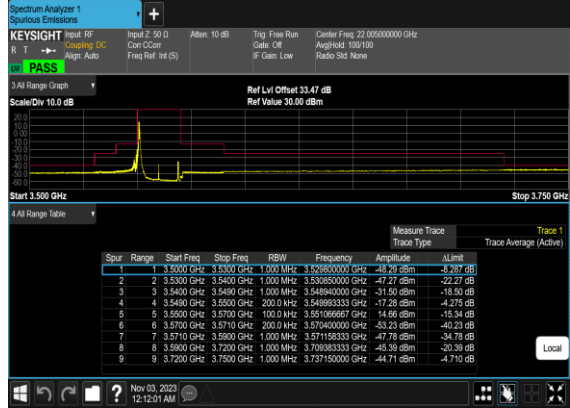 Spectrum Analyzer 1
Spurious Emissions
+
KEYSIGHT Input: RF Input Z: 50 Ω Atten: 10 dB Trig: Free Run Center Freq: 22.005000000 GHz
R T Coupling: DC Corr CCorr Gate: Off Avg|Hold: 100/100
Align: Auto Freq Ref: Int (S) IF Gain: Low Radio Std: None
PASS
3 All Range Graph
Ref Lvl Offset 33.47 dB
Scale/Div 10.0 dB Ref Value 30.00 dBm
20.0
10.0
0.00
-10.0
-20.0
-30.0
-40.0
-50.0
-60.0
Start 3.500 GHz Stop 3.750 GHz
4 All Range Table
Measure Trace Trace 1
Trace Type Trace Average (Active)
Spur Range Start Freq Stop Freq RBW Frequency Amplitude ΔLimit
1 1 3.5000 GHz 3.5300 GHz 1.000 MHz 3.529800000 GHz -48.29 dBm -8.287 dB
2 2 3.5300 GHz 3.5400 GHz 1.000 MHz 3.530850000 GHz -47.27 dBm -22.27 dB
3 3 3.5400 GHz 3.5490 GHz 1.000 MHz 3.548940000 GHz -31.50 dBm -18.50 dB
4 4 3.5490 GHz 3.5500 GHz 200.0 kHz 3.549993333 GHz -17.28 dBm -4.275 dB
5 5 3.5500 GHz 3.5700 GHz 100.0 kHz 3.551066667 GHz 14.66 dBm -15.34 dB
6 6 3.5700 GHz 3.5710 GHz 200.0 kHz 3.570400000 GHz -53.23 dBm -40.23 dB
7 7 3.5710 GHz 3.5900 GHz 1.000 MHz 3.571158333 GHz -47.78 dBm -34.78 dB
8 8 3.5900 GHz 3.7200 GHz 1.000 MHz 3.709383333 GHz -45.39 dBm -20.39 dB
9 9 3.7200 GHz 3.7500 GHz 1.000 MHz 3.737150000 GHz -44.71 dBm -4.710 dB
Local
? Nov 03, 2023
12:12:01 AM